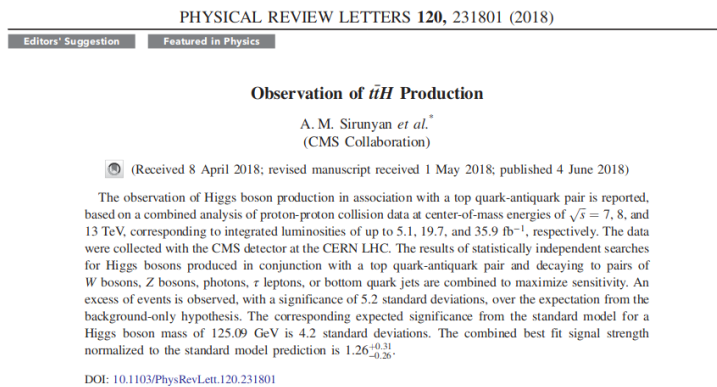 PHYSICAL REVIEW LETTERS 120, 231801 (2018)
Editors' Suggestion Featured in Physics
Observation of tt̄H Production
A. M. Sirunyan et al.*
(CMS Collaboration)
(Received 8 April 2018; revised manuscript received 1 May 2018; published 4 June 2018)
The observation of Higgs boson production in association with a top quark-antiquark pair is reported,
based on a combined analysis of proton-proton collision data at center-of-mass energies of √s = 7, 8, and
13 TeV, corresponding to integrated luminosities of up to 5.1, 19.7, and 35.9 fb⁻¹, respectively. The data
were collected with the CMS detector at the CERN LHC. The results of statistically independent searches
for Higgs bosons produced in conjunction with a top quark-antiquark pair and decaying to pairs of
W bosons, Z bosons, photons, τ leptons, or bottom quark jets are combined to maximize sensitivity. An
excess of events is observed, with a significance of 5.2 standard deviations, over the expectation from the
background-only hypothesis. The corresponding expected significance from the standard model for a
Higgs boson mass of 125.09 GeV is 4.2 standard deviations. The combined best fit signal strength
normalized to the standard model prediction is 1.26+0.31−0.26.
DOI: 10.1103/PhysRevLett.120.231801